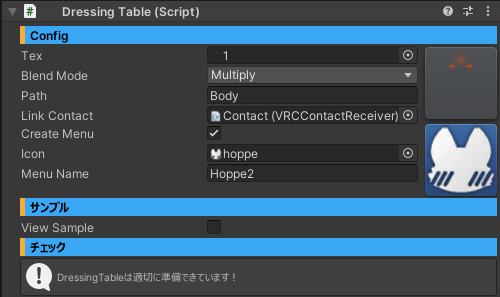 Dressing Table (Script)
Config
Tex 1
Blend Mode Multiply
Path Body
Link Contact Contact (VRCContactReceiver)
Create Menu
Icon hoppe
Menu Name Hoppe2
サンプル
View Sample
チェック
DressingTableは適切に準備できています！